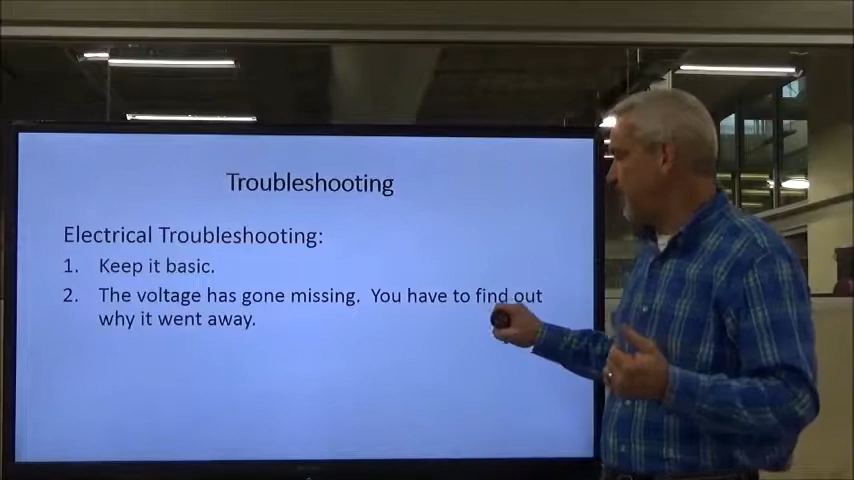 Troubleshooting
Electrical Troubleshooting:
1. Keep it basic.
2. The voltage has gone missing. You have to find out
why it went away.